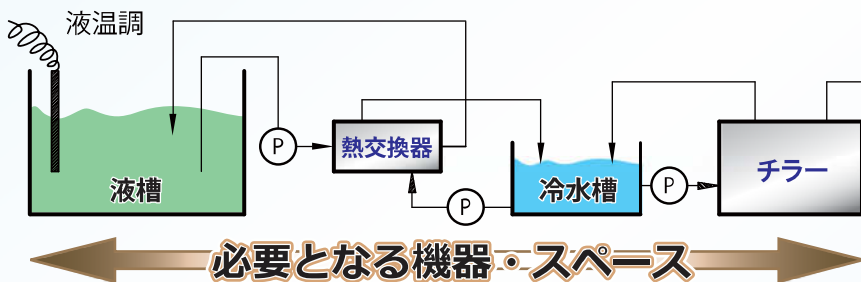 液温調
P
熱交換器
液槽
P
冷水槽
P
チラー
必要となる機器・スペース